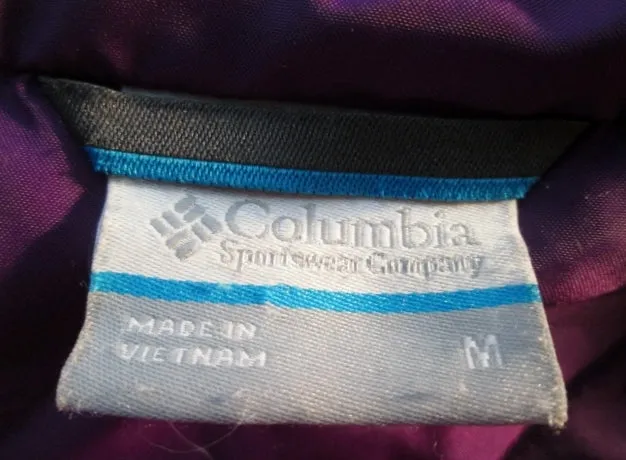 Columbia
Sportswear Company
MADE IN
VIETNAM
M